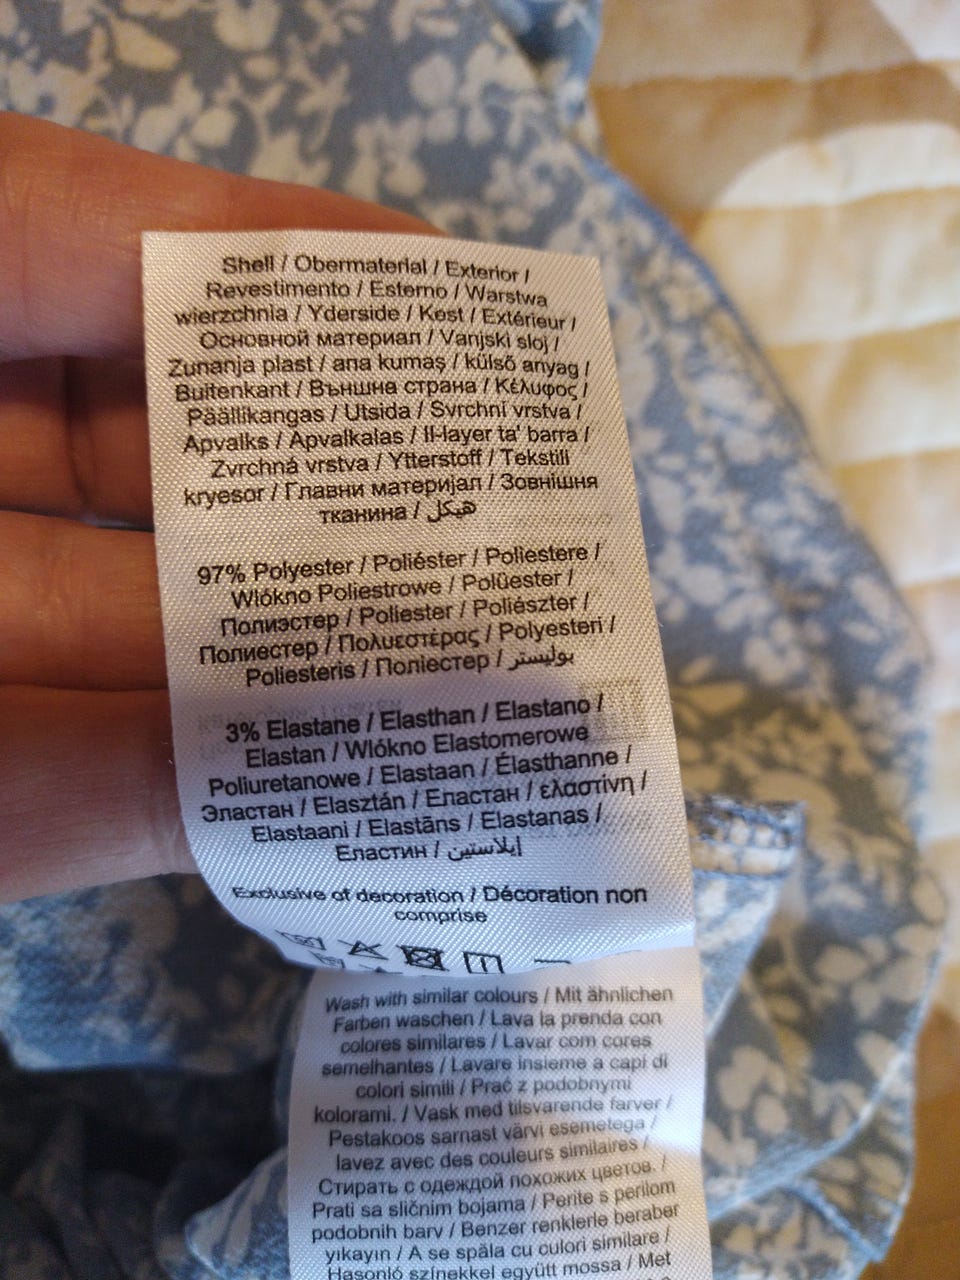 Shell / Obermaterial / Exterior /
Revestimento / Esterno / Warstwa
wierzchnia / Yderside / Kest / Extérieur /
Основной материал / Vanjski sloj /
Zunanja plast / ana kumaş / külső anyag /
Buitenkant / Външна страна / Κέλυφος /
Päällikangas / Utsida / Svrchní vrstva /
Apvalks / Apvalkalas / Il-layer ta' barra /
Zvrchná vrstva / Ytterstoff / Tekstili
kryesor / Главни материјал / Зовнішня
тканина / هيكل
97% Polyester / Poliéster / Poliestere /
Wlókno Poliestrowe / Polüester /
Полиэстер / Poliester / Poliészter /
Полиестер / Πολυεστέρας / Polyesteri /
Poliesteris / Поліестер / بوليستر
3% Elastane / Elasthan / Elastano /
Elastan / Wlókno Elastomerowe
Poliuretanowe / Elastaan / Élasthanne /
Эластан / Elasztán / Еластан / ελαστίνη /
Elastaani / Elastāns / Elastanas /
Еластин / إيلاستين
Exclusive of decoration / Décoration non
comprise
Wash with similar colours / Mit ähnlichen
Farben waschen / Lava la prenda con
colores similares / Lavar com cores
semelhantes / Lavare insieme a capi di
colori simili / Prać z podobnymi
kolorami. / Vask med tilsvarende farver /
Pestakoos sarnast värvi esemetega /
lavez avec des couleurs similaires /
Стирать с одеждой похожих цветов. /
Prati sa sličnim bojama / Perite s perilom
podobnih barv / Benzer renklerle beraber
yıkayın / A se spăla cu culori similare /
Hasonló színekkel együtt mossa / Met